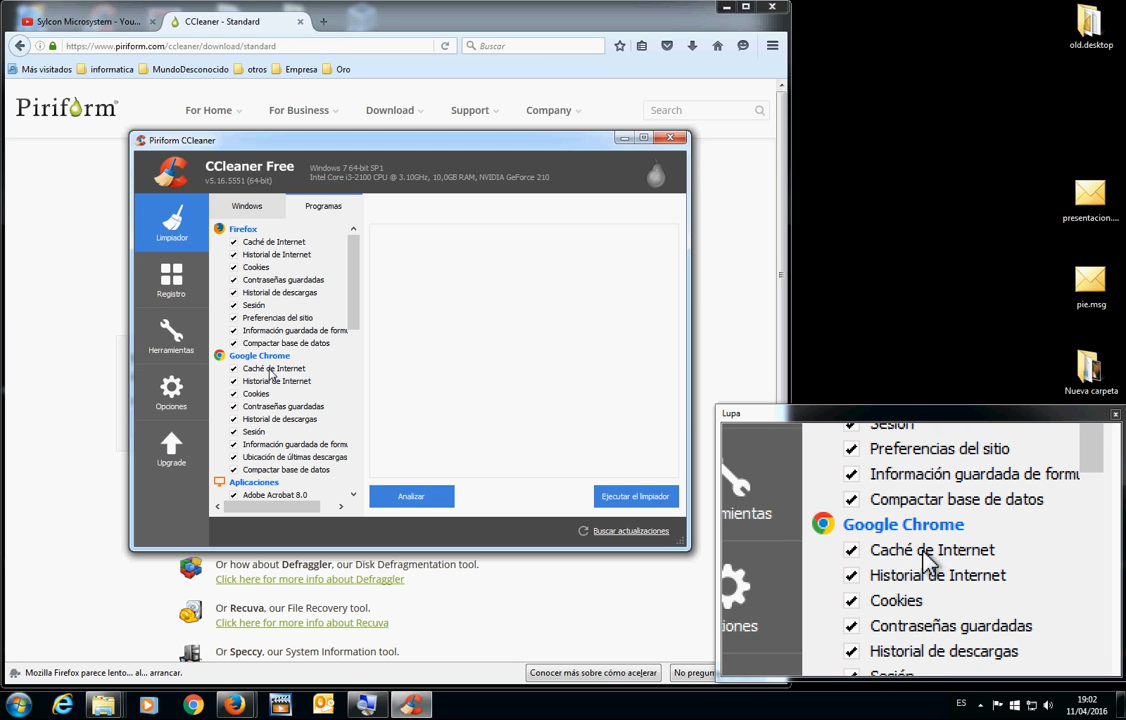 Sylcon Microsystem - You...
CCleaner - Standard
https://www.piriform.com/ccleaner/download/standard
Buscar
Más visitados
informatica
MundoDesconocido
otros
Empresa
Oro
Piriform
For Home
For Business
Download
Support
Company
Search
Piriform CCleaner
CCleaner Free
v5.16.5551 (64-bit)
Windows 7 64-bit SP1
Intel Core i3-2100 CPU @ 3.10GHz, 10,0GB RAM, NVIDIA GeForce 210
Limpiador
Registro
Herramientas
Opciones
Upgrade
Windows
Programas
Firefox
Caché de Internet
Historial de Internet
Cookies
Contraseñas guardadas
Historial de descargas
Sesión
Preferencias del sitio
Información guardada de formu
Compactar base de datos
Google Chrome
Caché de Internet
Historial de Internet
Cookies
Contraseñas guardadas
Historial de descargas
Sesión
Información guardada de formu
Ubicación de últimas descargas
Compactar base de datos
Aplicaciones
Adobe Acrobat 8.0
Analizar
Ejecutar el limpiador
Buscar actualizaciones
Or how about Defraggler, our Disk Defragmentation tool.
Click here for more info about Defraggler
Or Recuva, our File Recovery tool.
Click here for more info about Recuva
Or Speccy, our System Information tool.
Mozilla Firefox parece lento... al... arrancar.
Conocer más sobre cómo acelerar
No pregun
old.desktop
presentacion....
pie.msg
Nueva carpeta
Lupa
Sesión
Preferencias del sitio
Información guardada de formu
Compactar base de datos
mientas
Google Chrome
Caché de Internet
Historial de Internet
Cookies
iones
Contraseñas guardadas
Historial de descargas
Sesión
ES
19:02
11/04/2016